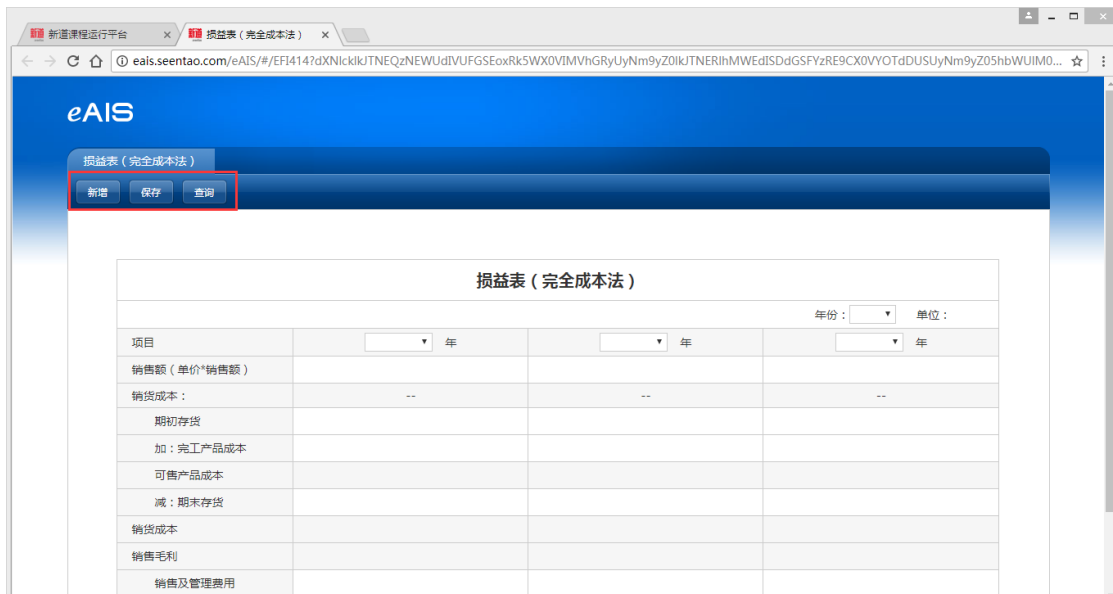 新道课程运行平台 × 损益表（完全成本法） ×
eais.seentao.com/eAIS/#/EFI414?dXNlcklkJTNEQzNEWUdIVUFGSEoxRk5WX0VIMVhGRyUyNm9yZ0lkJTNERlhMWEdISDdGSFYzRE9CX0VYOTdDUSUyNm9yZ05hbWUlM0...
eAIS
损益表（完全成本法）
新增 保存 查询
损益表（完全成本法）
年份： 单位：
项目 年 年 年
销售额（单价*销售额）
销货成本： -- -- --
期初存货
加：完工产品成本
可售产品成本
减：期末存货
销货成本
销售毛利
销售及管理费用